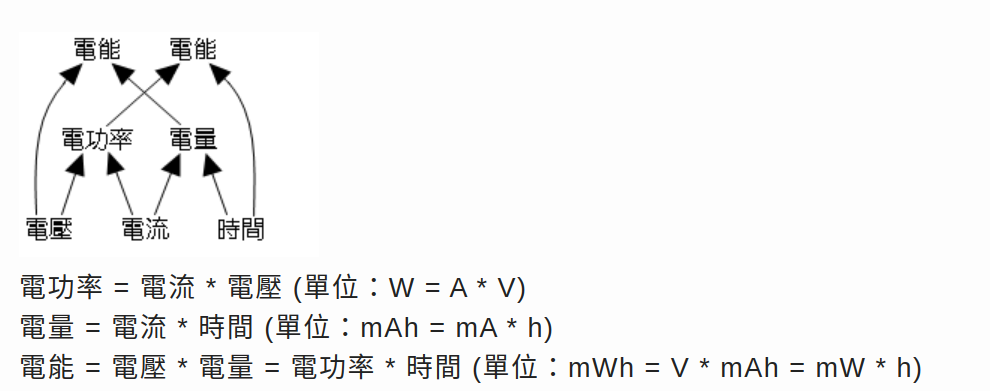 電能 電能
電功率 電量
電壓 電流 時間
電功率 = 電流 * 電壓 (單位：W = A * V)
電量 = 電流 * 時間 (單位：mAh = mA * h)
電能 = 電壓 * 電量 = 電功率 * 時間 (單位：mWh = V * mAh = mW * h)